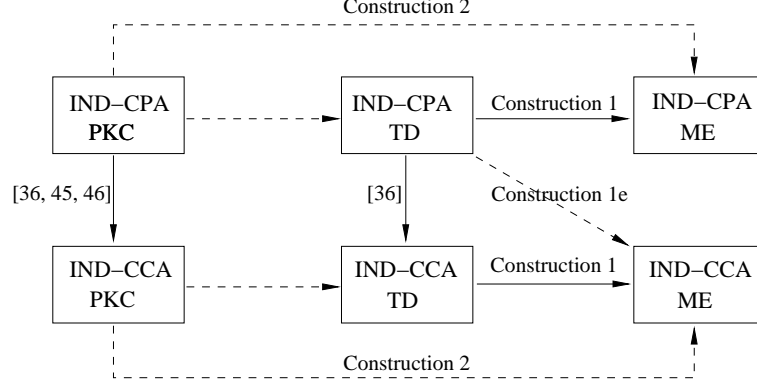 Construction 2
IND–CPA
PKC
IND–CPA
TD
Construction 1
IND–CPA
ME
[36, 45, 46]
[36]
Construction 1e
IND–CCA
PKC
IND–CCA
TD
Construction 1
IND–CCA
ME
Construction 2